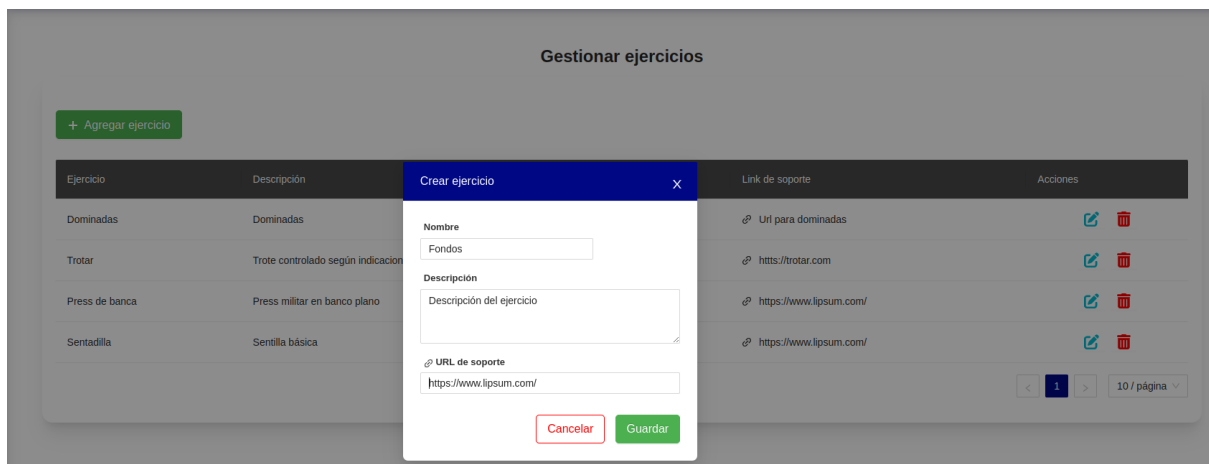 Gestionar ejercicios
+ Agregar ejercicio
Ejercicio Descripción Link de soporte Acciones
Dominadas Dominadas Url para dominadas
Trotar Trote controlado según indicacion httts://trotar.com
Press de banca Press militar en banco plano https://www.lipsum.com/
Sentadilla Sentilla básica https://www.lipsum.com/
< 1 > 10 / página
Crear ejercicio X
Nombre
Fondos
Descripción
Descripción del ejercicio
URL de soporte
https://www.lipsum.com/
Cancelar Guardar